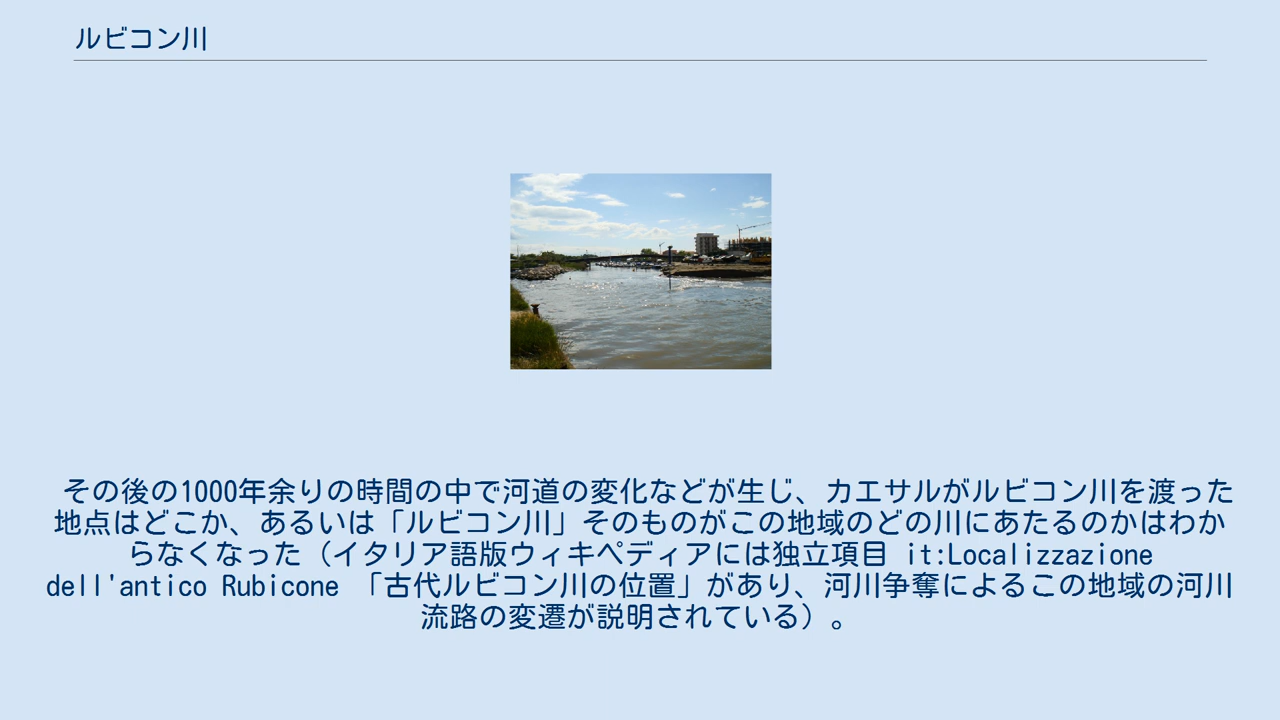 ルビコン川
その後の1000年余りの時間の中で河道の変化などが生じ、カエサルがルビコン川を渡った
地点はどこか、あるいは「ルビコン川」そのものがこの地域のどの川にあたるのかはわか
らなくなった（イタリア語版ウィキペディアには独立項目 it:Localizzazione
dell'antico Rubicone 「古代ルビコン川の位置」があり、河川争奪によるこの地域の河川
流路の変遷が説明されている）。